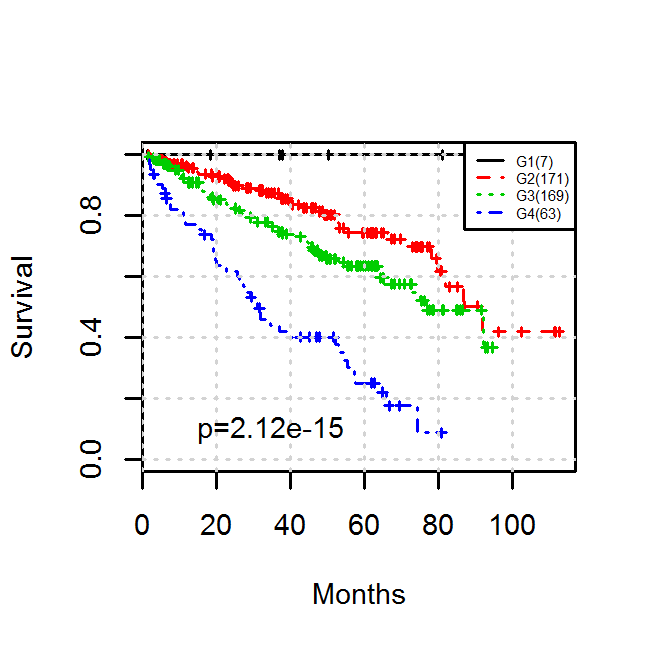 G1(7)
G2(171)
G3(169)
G4(63)
Survival
0.8
0.4
0.0
p=2.12e-15
0 20 40 60 80 100
Months